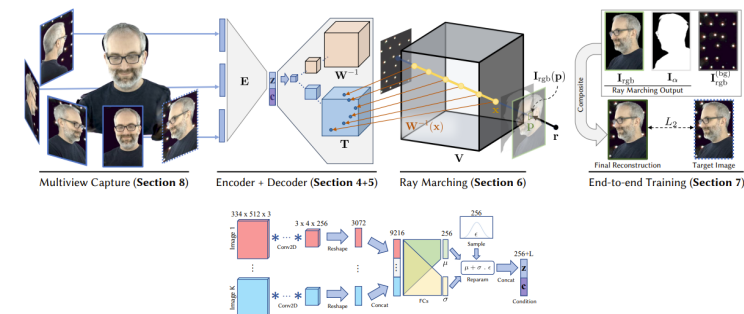 E
z
c
W⁻¹
T
W⁻¹(x)
x
V
I_rgb(p)
p
r
Composite
I_rgb
I_α
I_rgb^(bg)
Ray Marching Output
L₂
Final Reconstruction
Target Image
Multiview Capture (Section 8)
Encoder + Decoder (Section 4+5)
Ray Marching (Section 6)
End-to-end Training (Section 7)
334 x 512 x 3
3 x 4 x 256
3072
9216
256
256
256+L
Image 1
Conv2D
Reshape
Image K
Conv2D
Reshape
Concat
FCs
μ
σ
ϵ
Sample
μ + σ · ϵ
Reparam
Concat
z
c
Condition